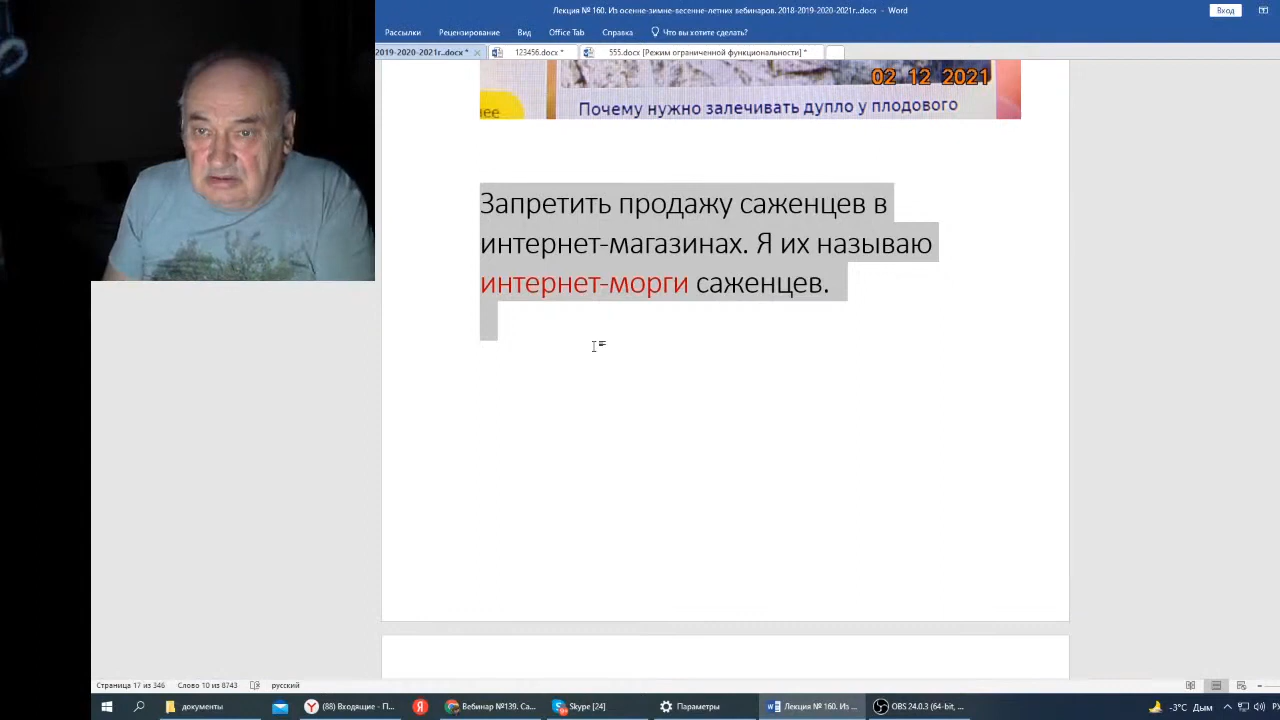 Лекция № 160. Из осенне-зимне-весенне-летних вебинаров. 2018-2019-2020-2021г..docx - Word
Вход
Рассылки Рецензирование Вид Office Tab Справка Что вы хотите сделать?
2019-2020-2021г..docx * 123456.docx * 555.docx [Режим ограниченной функциональности] *
02 12 2021
лее
Почему нужно залечивать дупло у плодового
Запретить продажу саженцев в
интернет-магазинах. Я их называю
интернет-морги саженцев.
Страница 17 из 346 Слово 10 из 8743 русский
документы (88) Входящие - П... Вебинар №139. Са... Skype [24] Параметры Лекция № 160. Из ... OBS 24.0.3 (64-bit, ... -3°C Дым